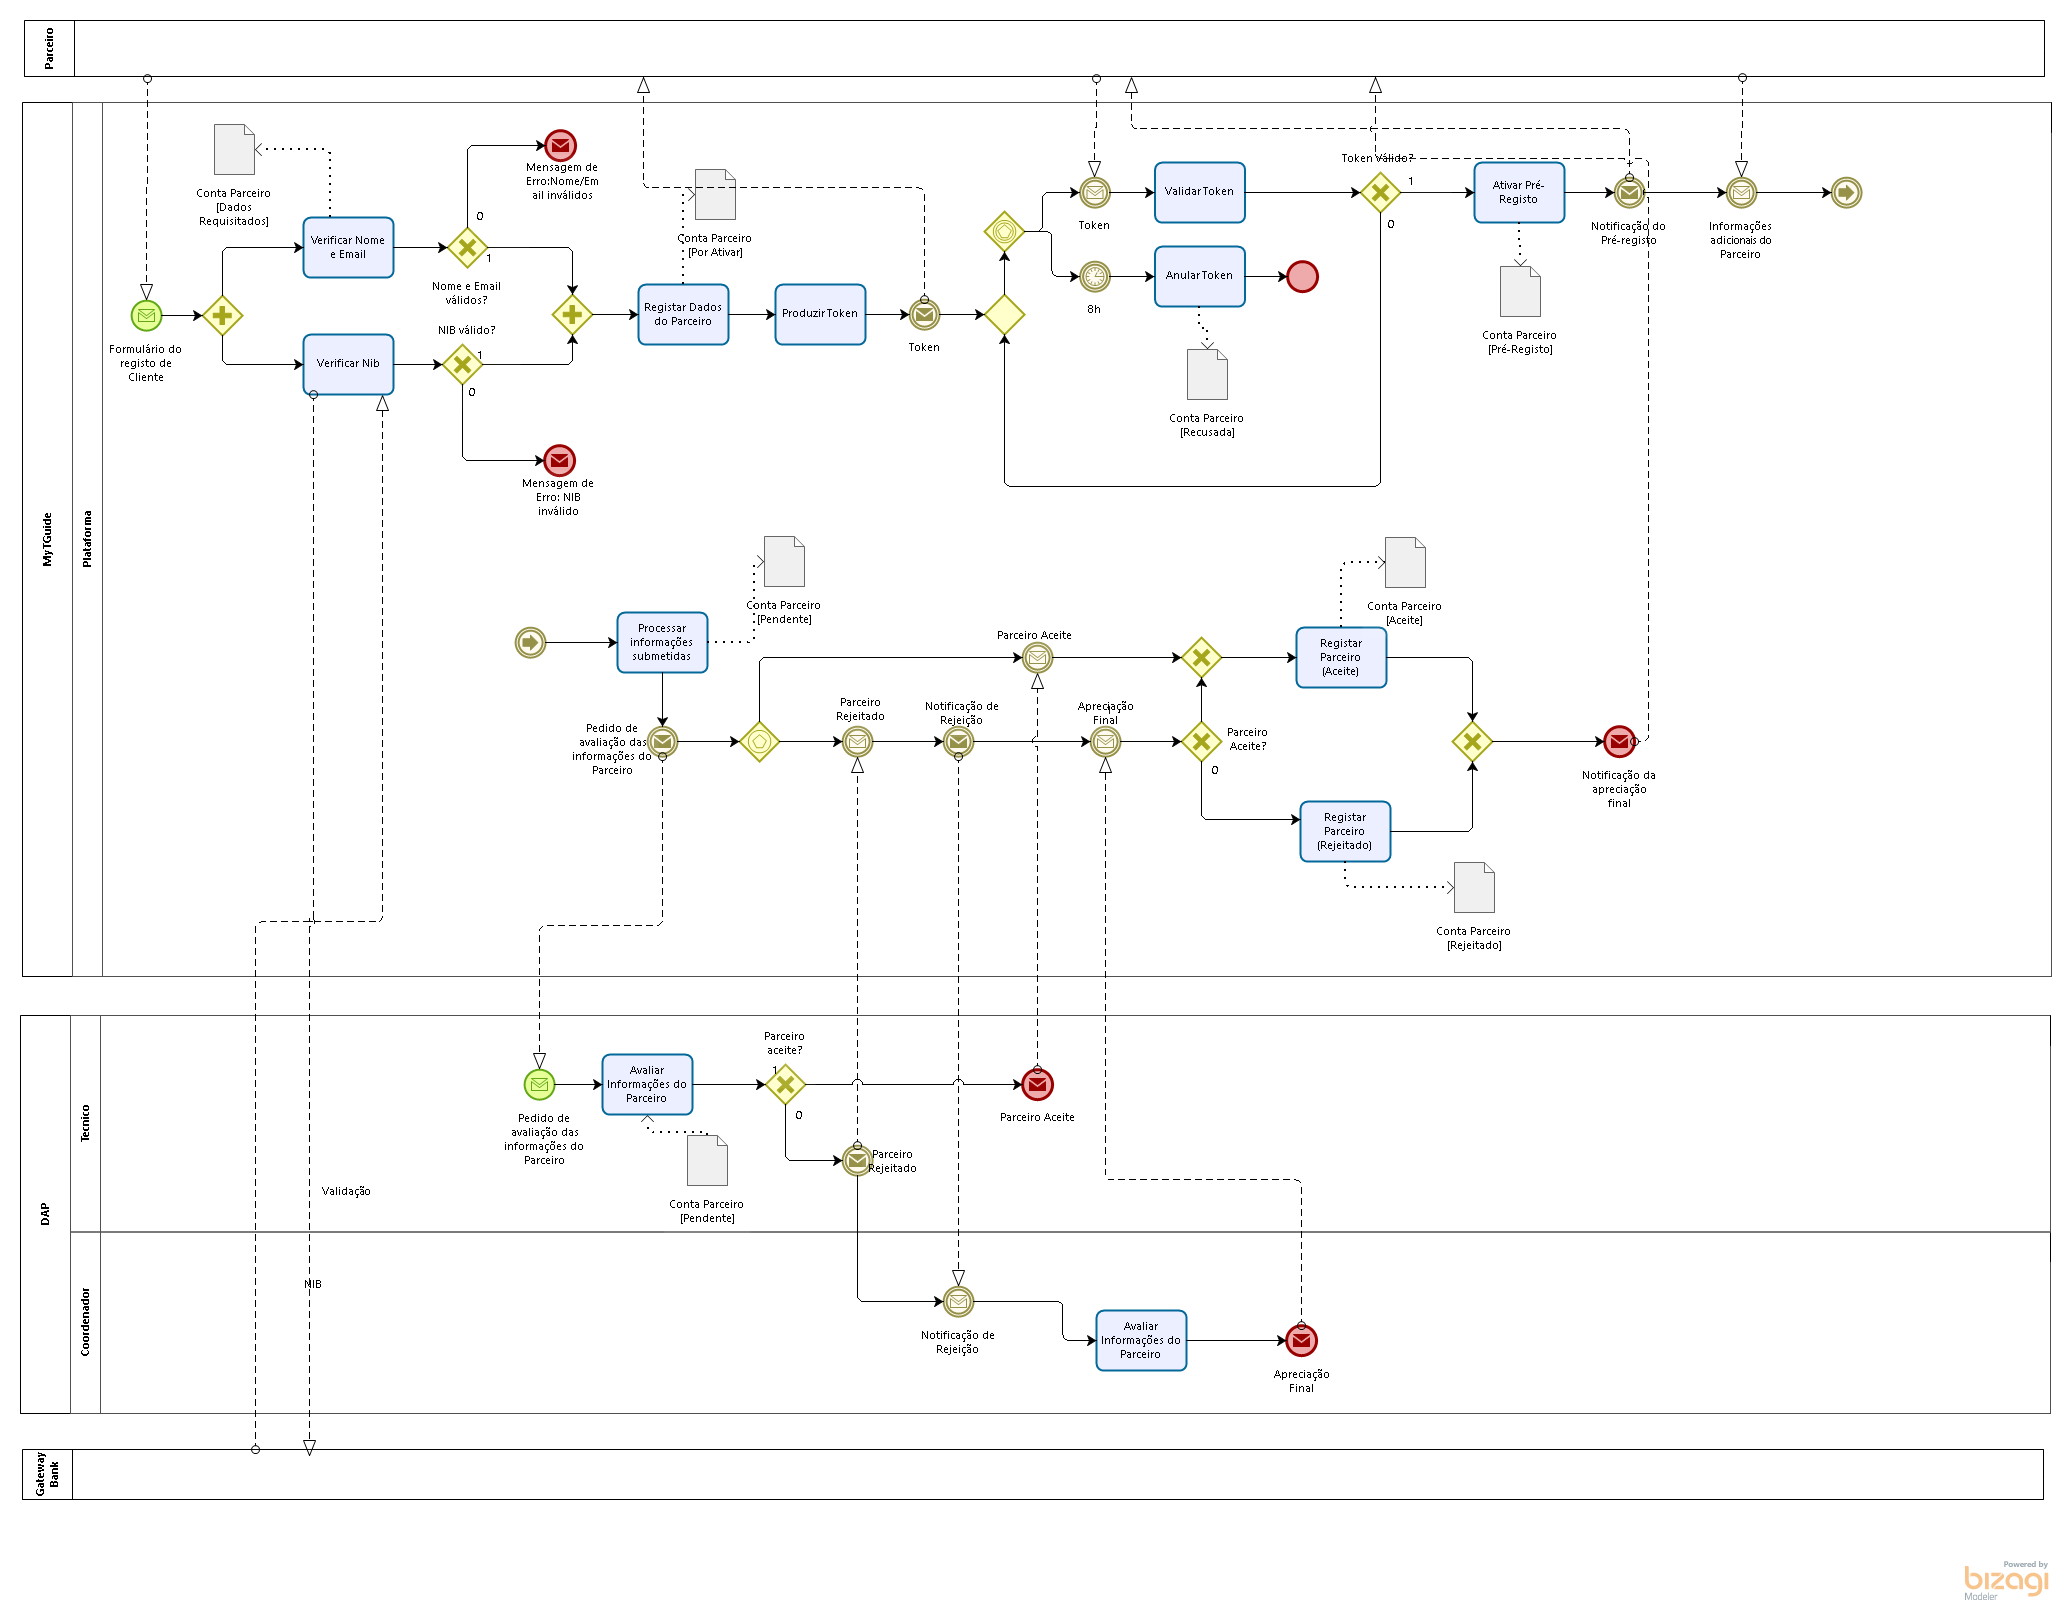 Parceiro
MyTGuide
Plataforma
Conta Parceiro
[Dados
Requisitados]
Mensagem de
Erro:Nome/Em
ail inválidos
0
Verificar Nome
e Email
1
Nome e Email
válidos?
Formulário do
registo de
Cliente
NIB válido?
1
Verificar Nib
0
Mensagem de
Erro: NIB
inválido
Conta Parceiro
[Por Ativar]
Registar Dados
do Parceiro
Produzir Token
Token
Token
Validar Token
Token Válido?
1
0
Ativar Pré-
Registo
Notificação do
Pré-registo
Informações
adicionais do
Parceiro
8h
Anular Token
Conta Parceiro
[Recusada]
Conta Parceiro
[Pré-Registo]
Conta Parceiro
[Pendente]
Processar
informações
submetidas
Pedido de
avaliação das
informações do
Parceiro
Parceiro Aceite
Parceiro
Rejeitado
Notificação de
Rejeição
Apreciação
Final
1
Parceiro
Aceite?
0
Conta Parceiro
[Aceite]
Registar
Parceiro
(Aceite)
Registar
Parceiro
(Rejeitado)
Conta Parceiro
[Rejeitado]
Notificação da
apreciação
final
DAP
Tecnico
Pedido de
avaliação das
informações do
Parceiro
Avaliar
Informações do
Parceiro
Parceiro
aceite?
1
0
Parceiro Aceite
Parceiro
Rejeitado
Conta Parceiro
[Pendente]
Validação
Coordenador
NIB
Notificação de
Rejeição
Avaliar
Informações do
Parceiro
Apreciação
Final
Gateway
Bank
Powered by
bizagi
Modeler